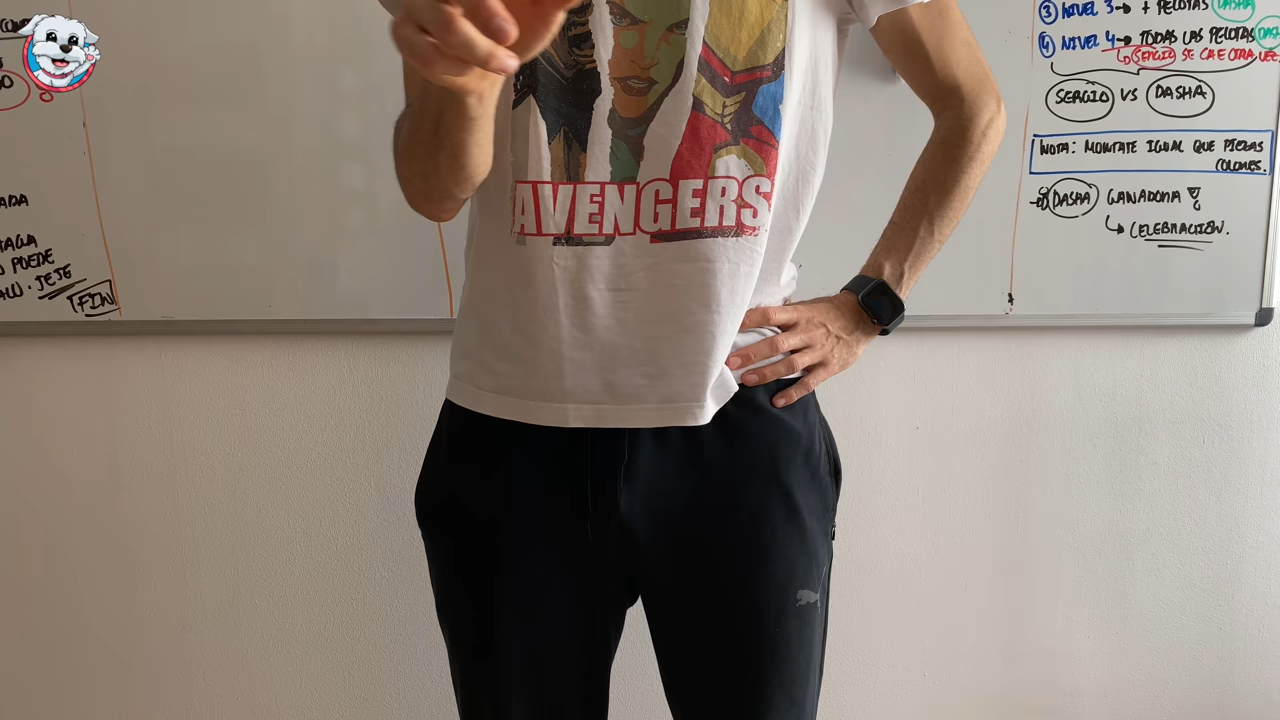 ADA
PUEDE
JEJE
FIN
AVENGERS
③ NIVEL 3→ + PELOTAS DASHA
④ NIVEL 4→ TODAS LAS PELOTAS DASH
↳ SERGIO SE CAE OTRA VEZ
SERGIO VS DASHA
NOTA: MONTATE IGUAL QUE PIEZAS
COLORES.
DASHA GANADORA
↳ CELEBRACIÓN.